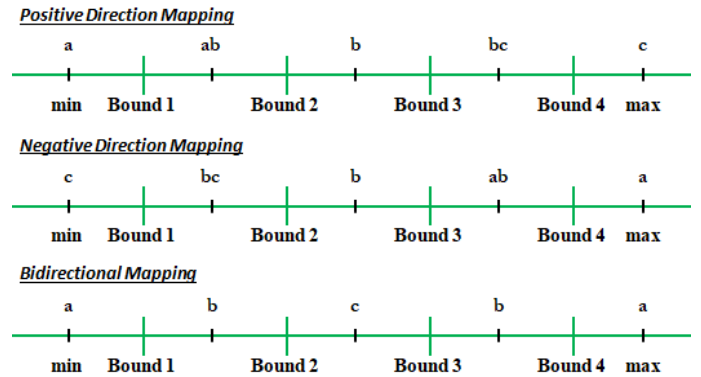 Positive Direction Mapping
a ab b bc c
min Bound 1 Bound 2 Bound 3 Bound 4 max
Negative Direction Mapping
c bc b ab a
min Bound 1 Bound 2 Bound 3 Bound 4 max
Bidirectional Mapping
a b c b a
min Bound 1 Bound 2 Bound 3 Bound 4 max